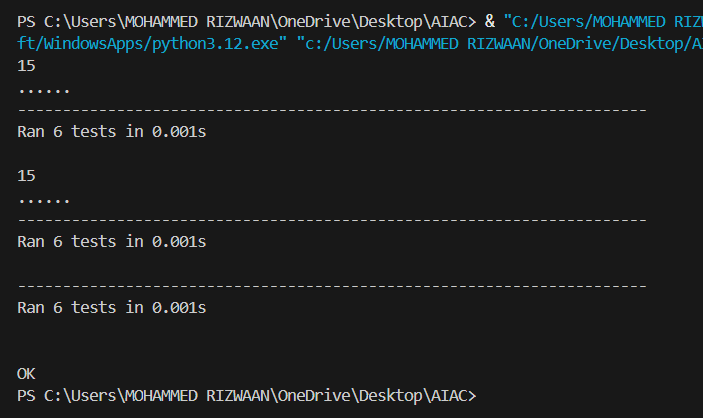 PS C:\Users\MOHAMMED RIZWAAN\OneDrive\Desktop\AIAC> & "C:/Users/MOHAMMED RIZ
ft/WindowsApps/python3.12.exe" "c:/Users/MOHAMMED RIZWAAN/OneDrive/Desktop/A
15
......
----------------------------------------------------------------------
Ran 6 tests in 0.001s
15
......
----------------------------------------------------------------------
Ran 6 tests in 0.001s
----------------------------------------------------------------------
Ran 6 tests in 0.001s
OK
PS C:\Users\MOHAMMED RIZWAAN\OneDrive\Desktop\AIAC>